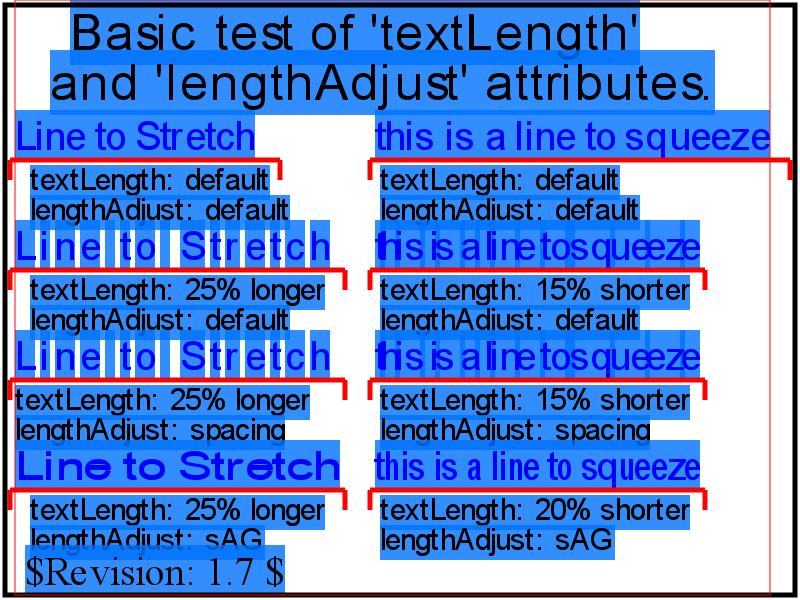 Basic test of 'textLength'
and 'lengthAdjust' attributes.
Line to Stretch
this is a line to squeeze
textLength: default
lengthAdjust: default
textLength: default
lengthAdjust: default
Line to Stretch
this is a line to squeeze
textLength: 25% longer
lengthAdjust: default
textLength: 15% shorter
lengthAdjust: default
Line to Stretch
this is a line to squeeze
textLength: 25% longer
lengthAdjust: spacing
textLength: 15% shorter
lengthAdjust: spacing
Line to Stretch
this is a line to squeeze
textLength: 25% longer
lengthAdjust: sAG
textLength: 20% shorter
lengthAdjust: sAG
$Revision: 1.7 $